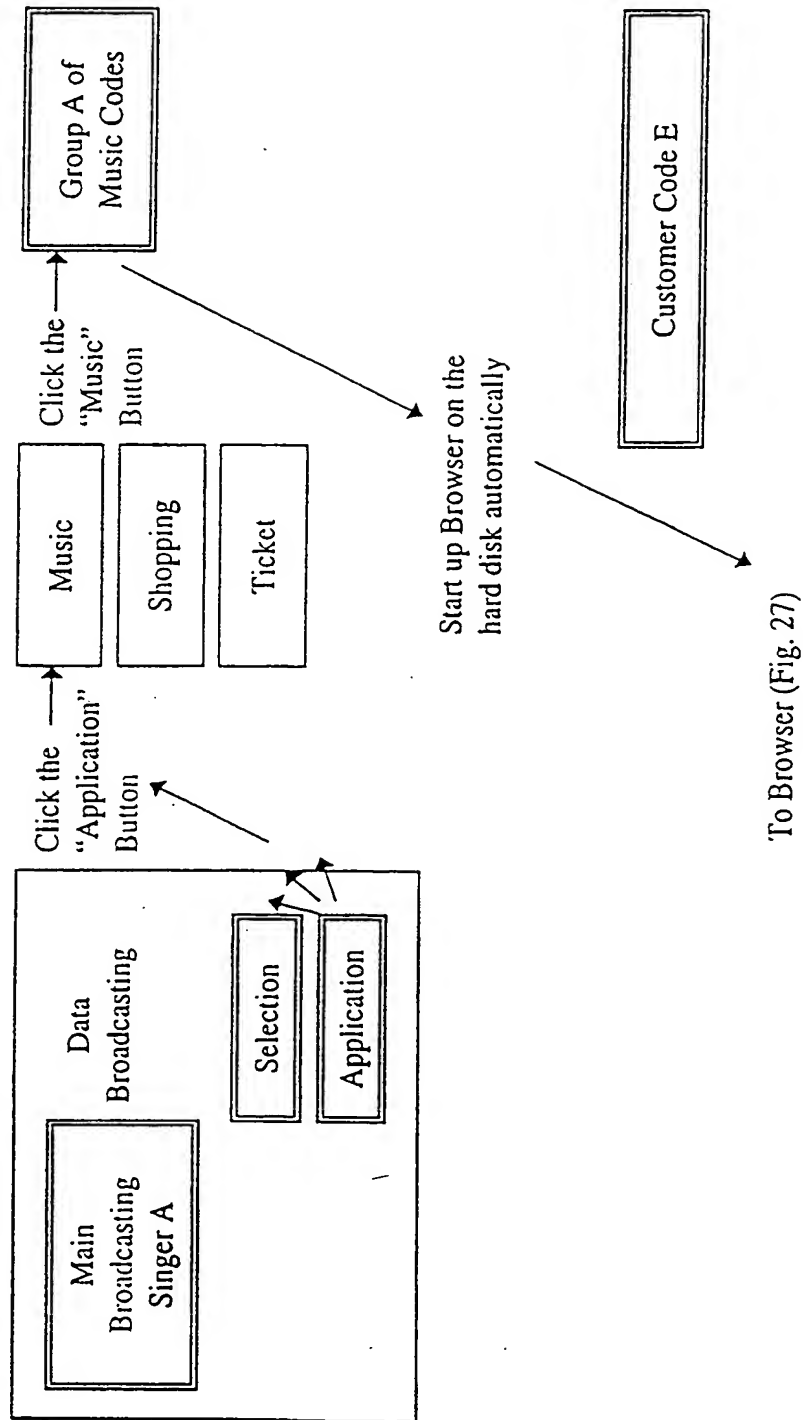 Main
Broadcasting
Singer A
Data
Broadcasting
Selection
Application
Click the
“Application”
Button
Music
Shopping
Ticket
Click the
“Music”
Button
Group A of
Music Codes
Start up Browser on the
hard disk automatically
Customer Code E
To Browser (Fig. 27)